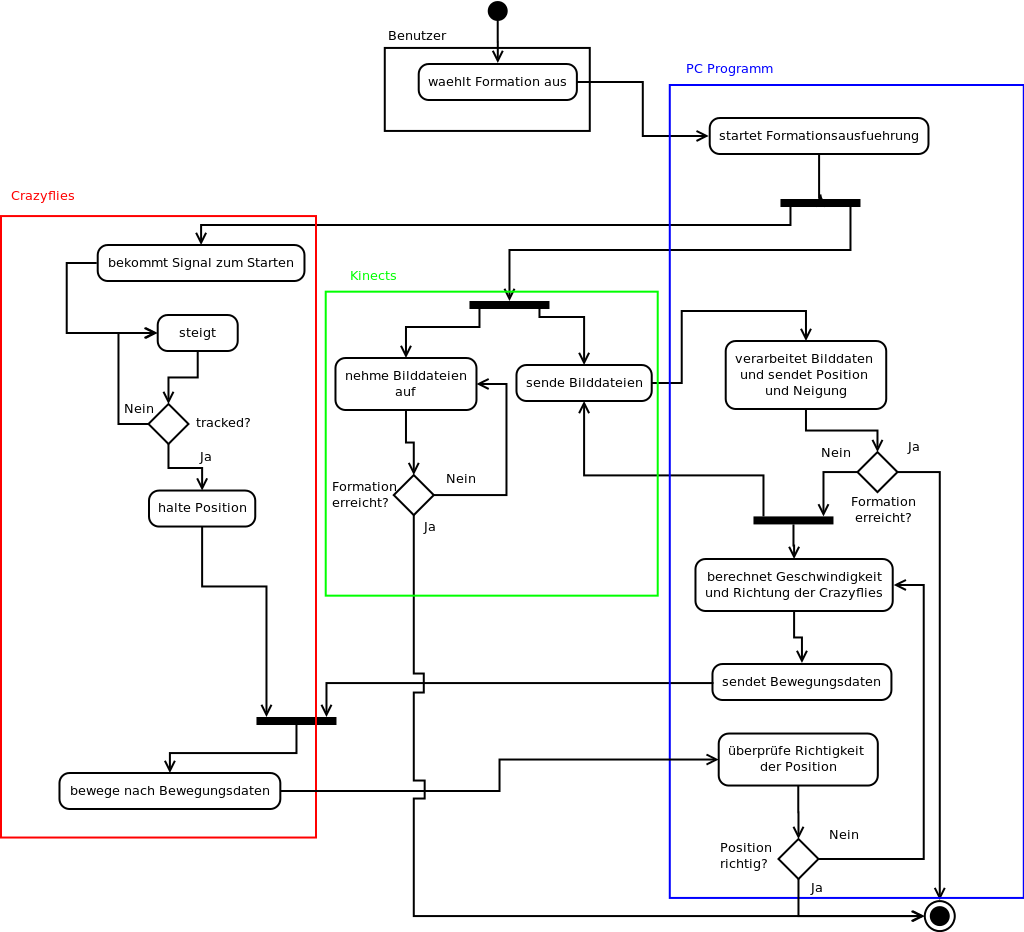 Benutzer
waehlt Formation aus
PC Programm
startet Formationsausfuehrung
Crazyflies
bekommt Signal zum Starten
steigt
Nein
tracked?
Ja
halte Position
bewege nach Bewegungsdaten
Kinects
nehme Bilddateien
auf
sende Bilddateien
Formation
erreicht?
Nein
Ja
verarbeitet Bilddaten
und sendet Position
und Neigung
Nein
Ja
Formation
erreicht?
berechnet Geschwindigkeit
und Richtung der Crazyflies
sendet Bewegungsdaten
überprüfe Richtigkeit
der Position
Position
richtig?
Nein
Ja